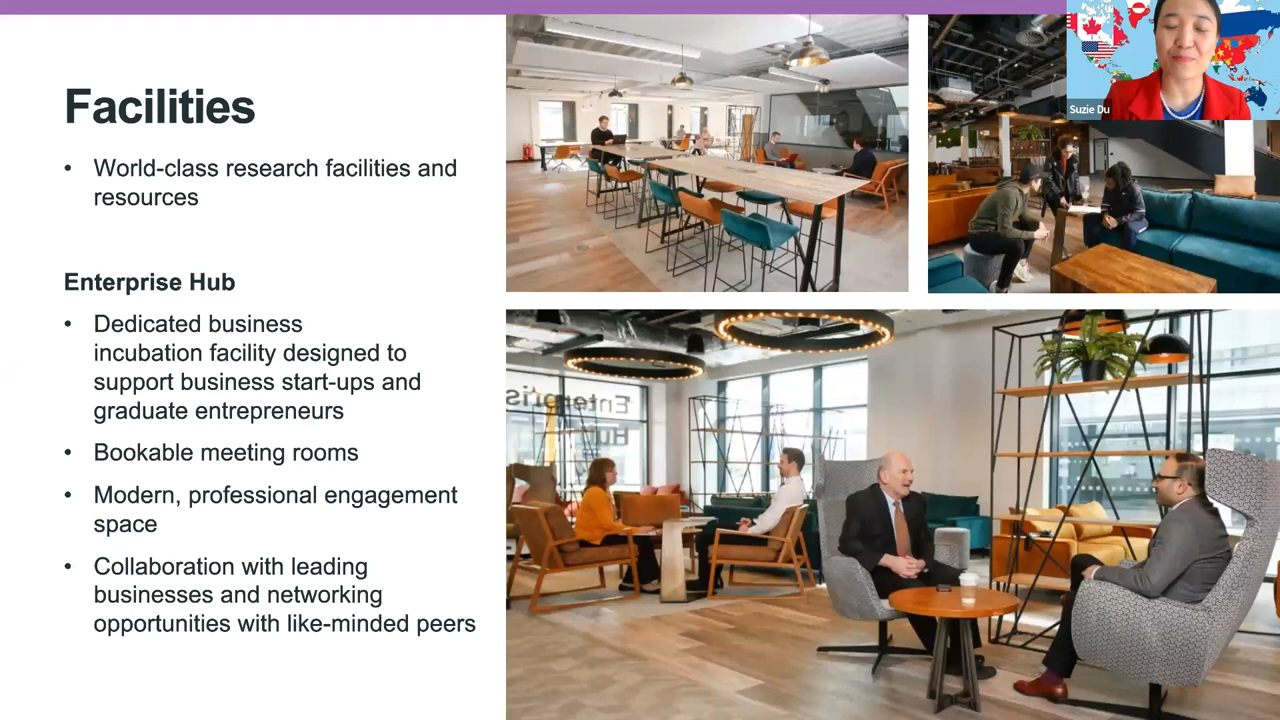 Facilities
• World-class research facilities and
resources
Enterprise Hub
• Dedicated business
incubation facility designed to
support business start-ups and
graduate entrepreneurs
• Bookable meeting rooms
• Modern, professional engagement
space
• Collaboration with leading
businesses and networking
opportunities with like-minded peers
Suzie Du
Enterpris
Hu